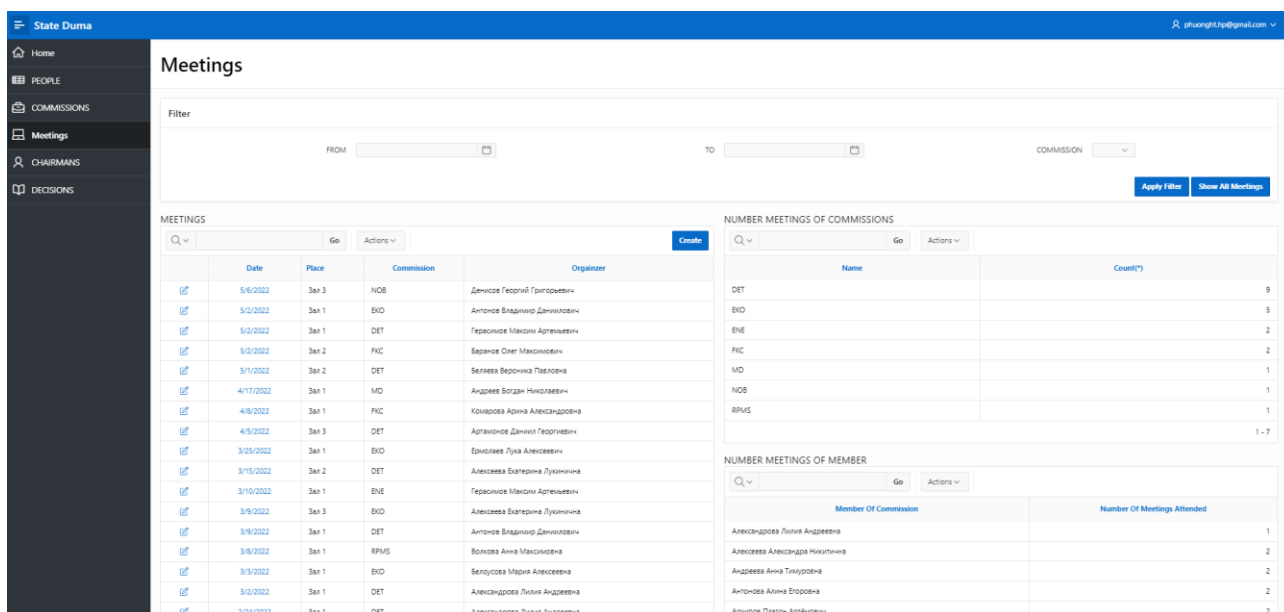 State Duma
phuonght.hp@gmail.com
Home
PEOPLE
COMMISSIONS
Meetings
CHAIRMANS
DECISIONS
Meetings
Filter
FROM
TO
COMMISSION
Apply Filter
Show All Meetings
MEETINGS
Go Actions Create
Date Place Commission Orgainzer
5/6/2022 Зал 3 NOB Денисов Георгий Григорьевич
5/2/2022 Зал 1 EKO Антонов Владимир Даниилович
5/2/2022 Зал 1 DET Герасимов Максим Артемьевич
5/2/2022 Зал 2 FKC Баранов Олег Максимович
5/1/2022 Зал 2 DET Беляева Вероника Павловна
4/17/2022 Зал 1 MD Андреев Богдан Николаевич
4/8/2022 Зал 1 FKC Комарова Арина Александровна
4/5/2022 Зал 3 DET Артамонов Даниил Георгиевич
3/25/2022 Зал 1 EKO Ермолаев Лука Алексеевич
3/15/2022 Зал 2 DET Алексеева Екатерина Лукинична
3/10/2022 Зал 1 ENE Герасимов Максим Артемьевич
3/9/2022 Зал 3 EKO Алексеева Екатерина Лукинична
3/9/2022 Зал 1 DET Антонов Владимир Даниилович
3/8/2022 Зал 1 RPMS Волкова Анна Максимовна
3/3/2022 Зал 1 EKO Белоусова Мария Алексеевна
3/2/2022 Зал 1 DET Александрова Лилия Андреевна
NUMBER MEETINGS OF COMMISSIONS
Go Actions
Name Count(*)
DET 9
EKO 5
ENE 2
FKC 2
MD 1
NOB 1
RPMS 1
1 - 7
NUMBER MEETINGS OF MEMBER
Go Actions
Member Of Commission Number Of Meetings Attended
Александрова Лилия Андреевна 1
Алексеева Александра Никитична 2
Андреева Анна Тимуровна 2
Антонова Алина Егоровна 2